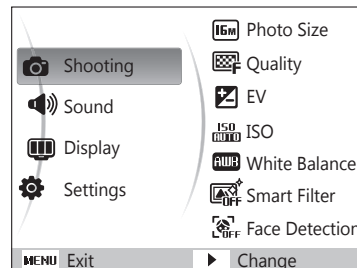 Shooting
Sound
Display
Settings
16M Photo Size
F Quality
EV
ISO AUTO ISO
AWB White Balance
OFF Smart Filter
OFF Face Detection
MENU Exit
Change